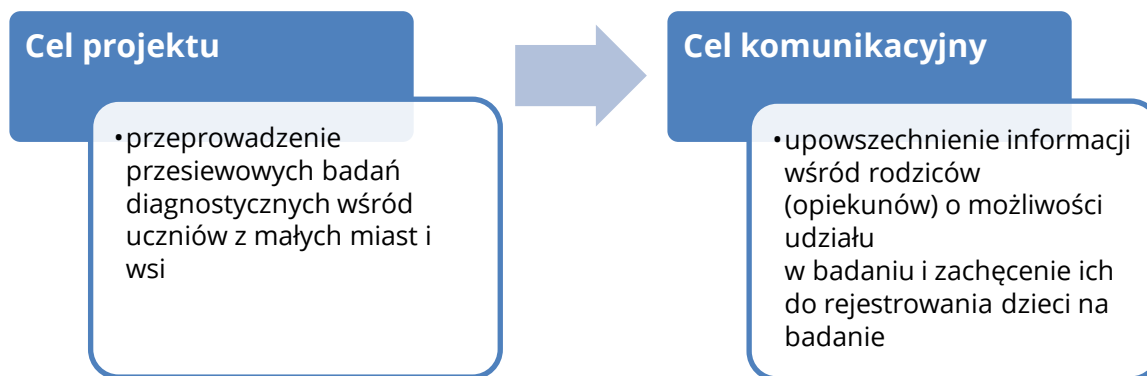 Cel projektu
•przeprowadzenie
przesiewowych badań
diagnostycznych wśród
uczniów z małych miast i
wsi
Cel komunikacyjny
•upowszechnienie informacji
wśród rodziców
(opiekunów) o możliwości
udziału
w badaniu i zachęcenie ich
do rejestrowania dzieci na
badanie